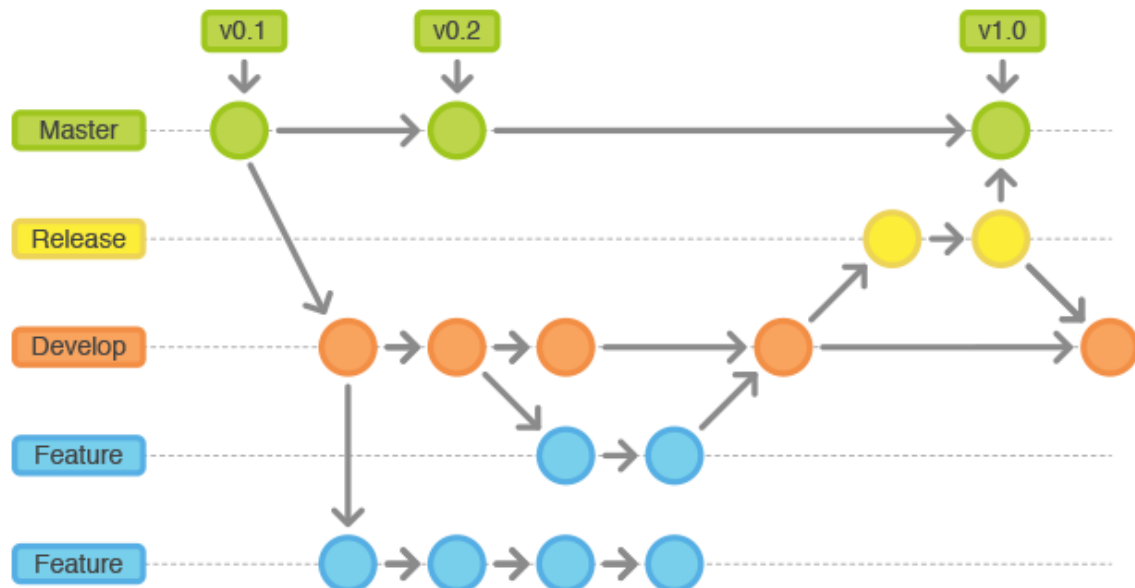 v0.1
v0.2
v1.0
Master
Release
Develop
Feature
Feature